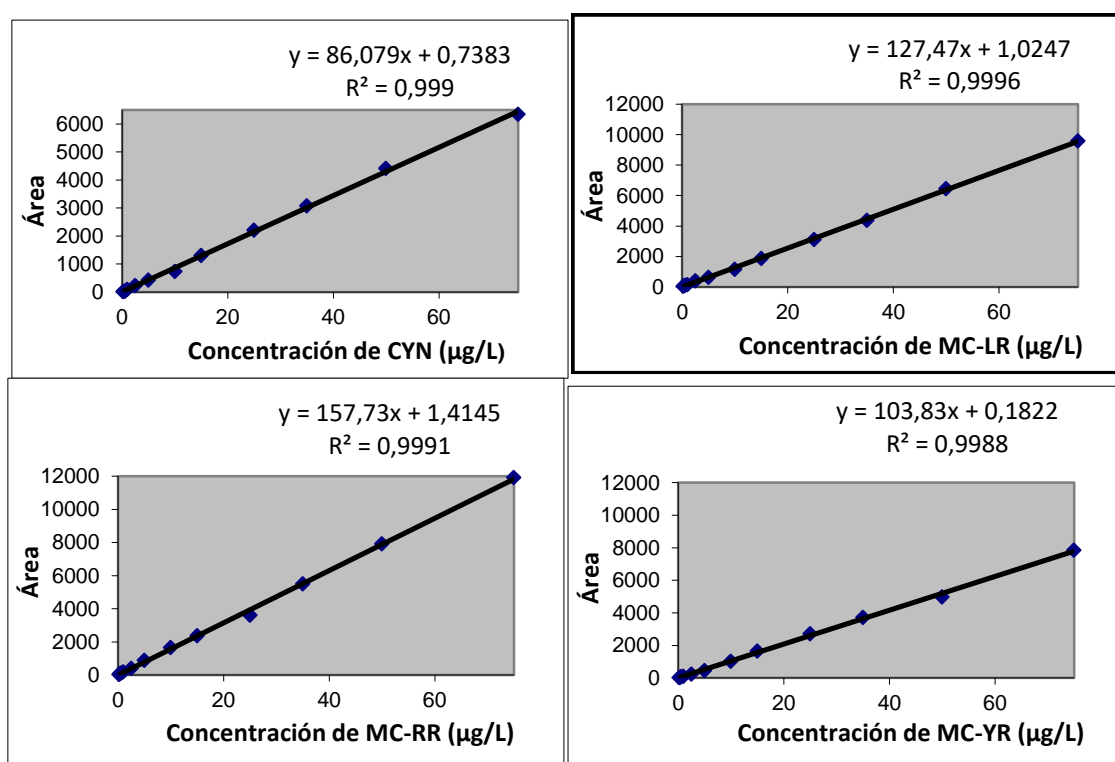 y = 86,079x + 0,7383
R² = 0,999
Área
6000
5000
4000
3000
2000
1000
0
0 20 40 60
Concentración de CYN (µg/L)
y = 127,47x + 1,0247
R² = 0,9996
Área
12000
10000
8000
6000
4000
2000
0
0 20 40 60
Concentración de MC-LR (µg/L)
y = 157,73x + 1,4145
R² = 0,9991
Área
12000
10000
8000
6000
4000
2000
0
0 20 40 60
Concentración de MC-RR (µg/L)
y = 103,83x + 0,1822
R² = 0,9988
Área
12000
10000
8000
6000
4000
2000
0
0 20 40 60
Concentración de MC-YR (µg/L)